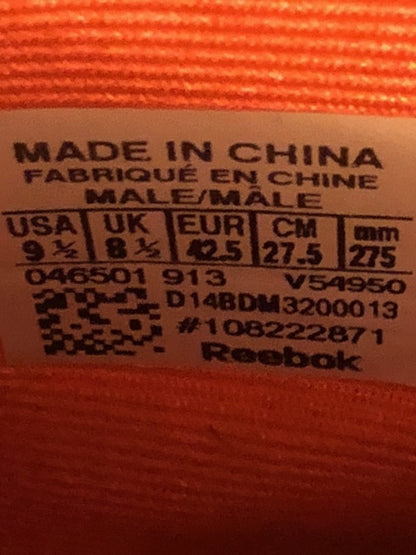 MADE IN CHINA
FABRIQUÉ EN CHINE
MALE/MÂLE
USA UK EUR CM mm
9 ½ 8 ½ 42.5 27.5 275
046501 913 V54950
D14BDM3200013
#108222871
Reebok